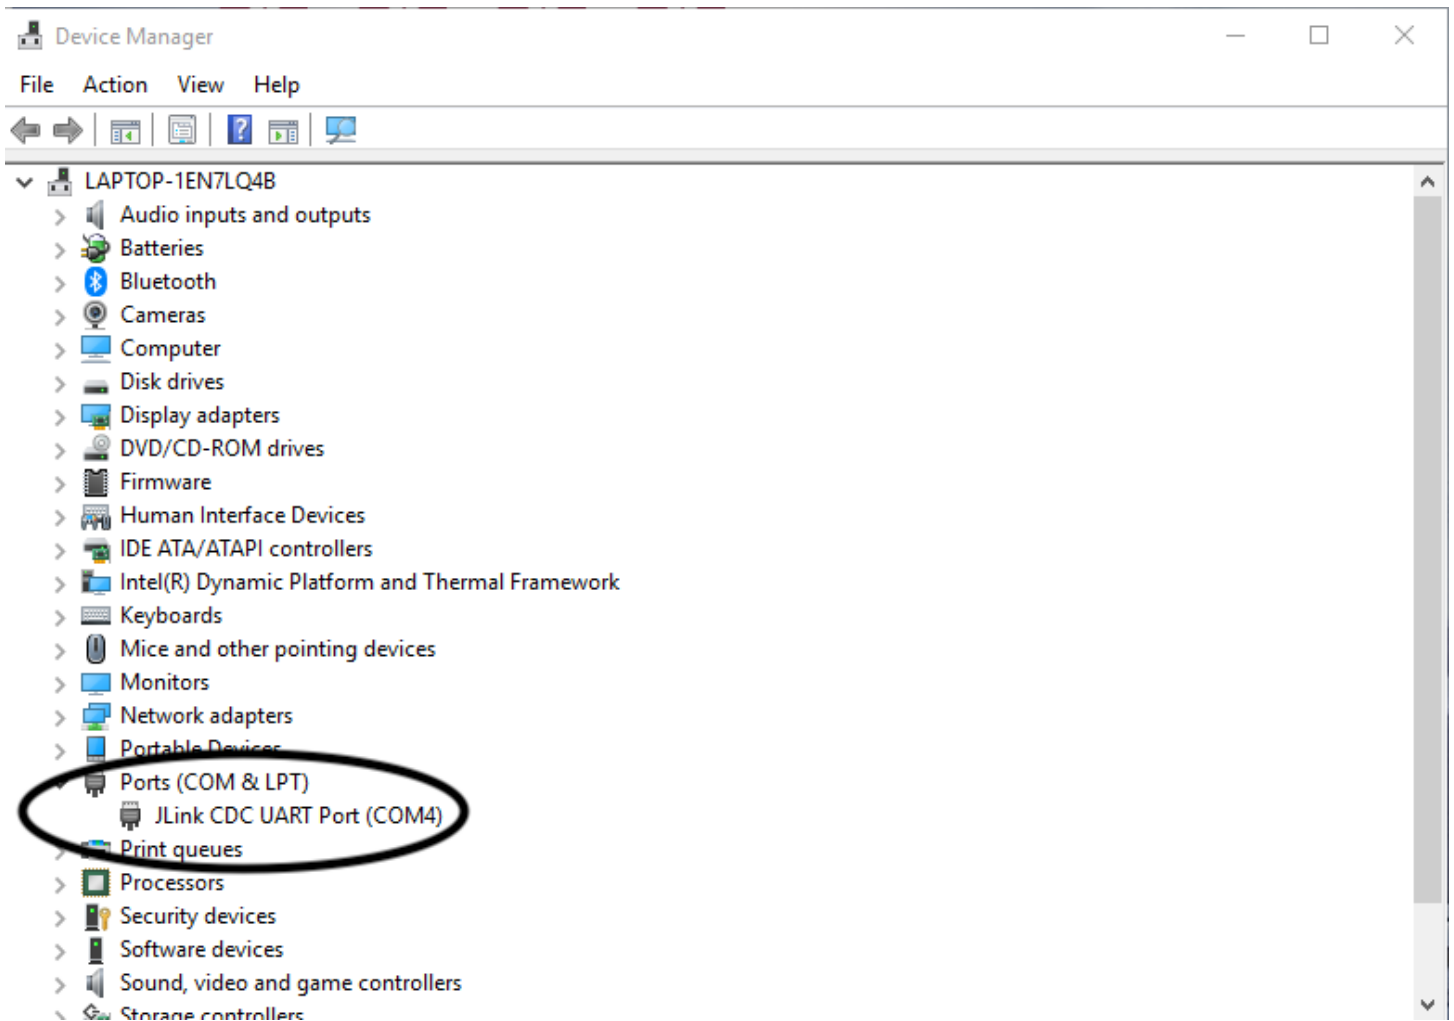 Device Manager
File Action View Help
LAPTOP-1EN7LQ4B
Audio inputs and outputs
Batteries
Bluetooth
Cameras
Computer
Disk drives
Display adapters
DVD/CD-ROM drives
Firmware
Human Interface Devices
IDE ATA/ATAPI controllers
Intel(R) Dynamic Platform and Thermal Framework
Keyboards
Mice and other pointing devices
Monitors
Network adapters
Portable Devices
Ports (COM & LPT)
JLink CDC UART Port (COM4)
Print queues
Processors
Security devices
Software devices
Sound, video and game controllers
Storage controllers